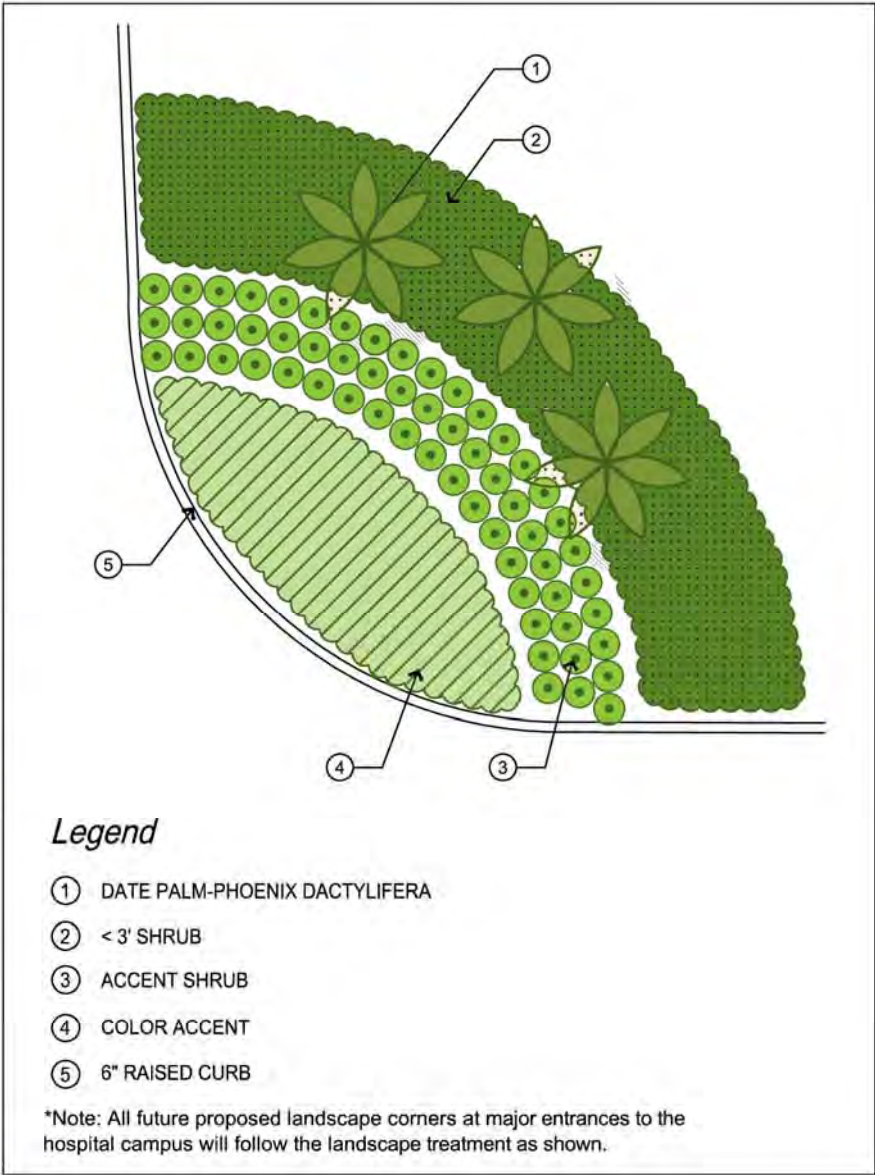 1
2
5
4
3
Legend
1 DATE PALM-PHOENIX DACTYLIFERA
2 < 3' SHRUB
3 ACCENT SHRUB
4 COLOR ACCENT
5 6" RAISED CURB
*Note: All future proposed landscape corners at major entrances to the
hospital campus will follow the landscape treatment as shown.